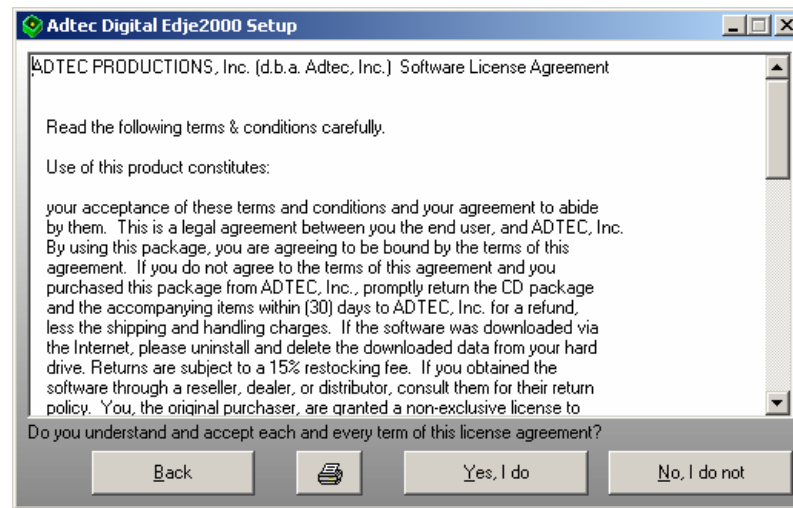 Adtec Digital Edje2000 Setup
ADTEC PRODUCTIONS, Inc. (d.b.a. Adtec, Inc.) Software License Agreement
Read the following terms & conditions carefully.
Use of this product constitutes:
your acceptance of these terms and conditions and your agreement to abide
by them. This is a legal agreement between you the end user, and ADTEC, Inc.
By using this package, you are agreeing to be bound by the terms of this
agreement. If you do not agree to the terms of this agreement and you
purchased this package from ADTEC, Inc., promptly return the CD package
and the accompanying items within (30) days to ADTEC, Inc. for a refund,
less the shipping and handling charges. If the software was downloaded via
the Internet, please uninstall and delete the downloaded data from your hard
drive. Returns are subject to a 15% restocking fee. If you obtained the
software through a reseller, dealer, or distributor, consult them for their return
policy. You, the original purchaser, are granted a non-exclusive license to
Do you understand and accept each and every term of this license agreement?
Back Yes, I do No, I do not